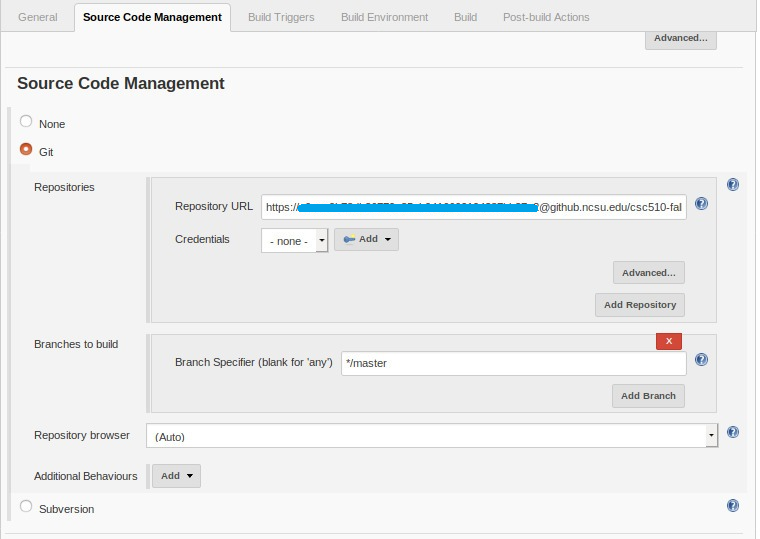 General Source Code Management Build Triggers Build Environment Build Post-build Actions
Advanced...
Source Code Management
None
Git
Repositories
Repository URL https:// @github.ncsu.edu/csc510-fal
Credentials - none - Add
Advanced...
Add Repository
Branches to build
X
Branch Specifier (blank for 'any') */master
Add Branch
Repository browser (Auto)
Additional Behaviours Add
Subversion